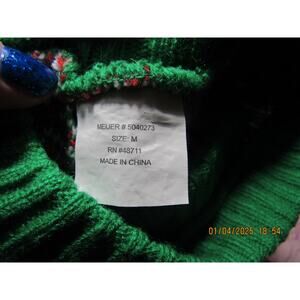 MEIJER # 5040273
SIZE: M
RN #48711
MADE IN CHINA
01/04/2025 18:54